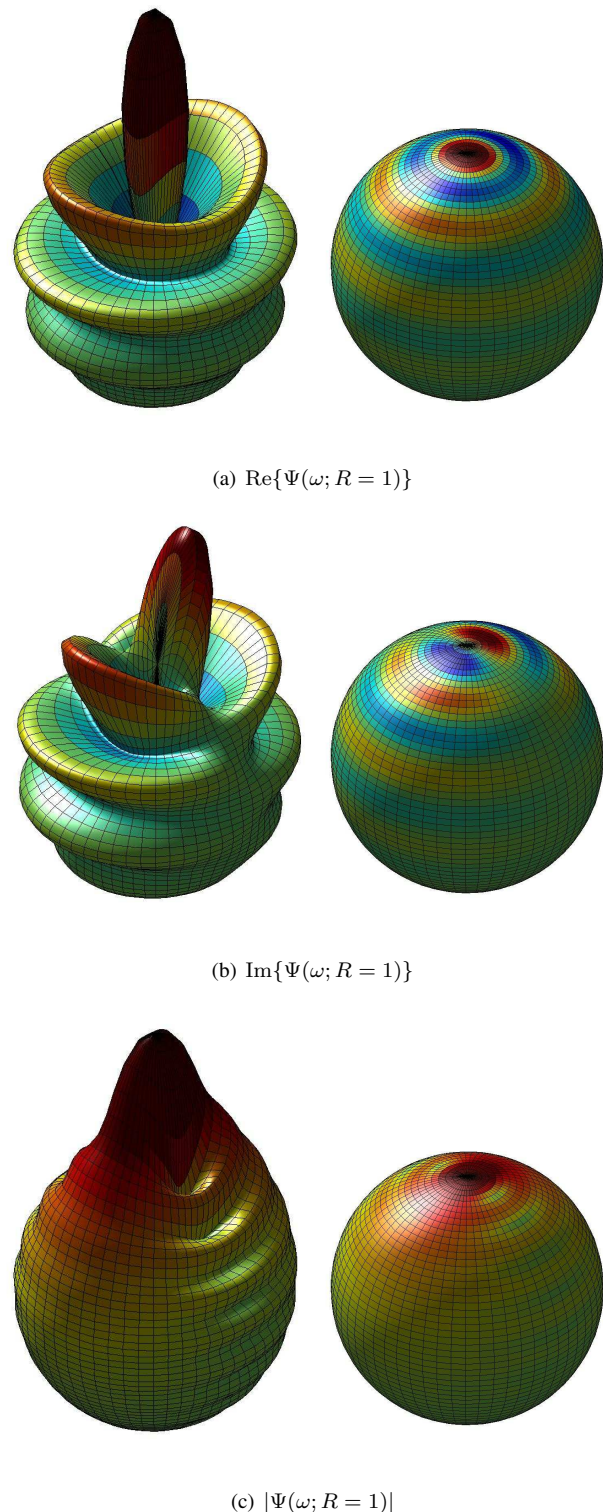 (a) Re{Ψ(ω; R = 1)}
(b) Im{Ψ(ω; R = 1)}
(c) |Ψ(ω; R = 1)|